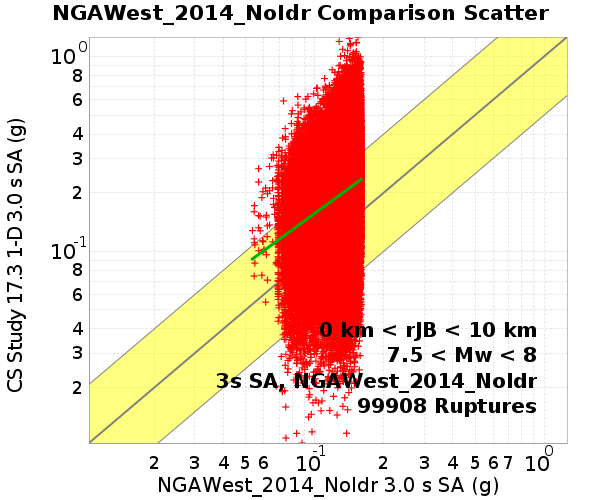 NGAWest_2014_NoIdr Comparison Scatter
CS Study 17.3 1-D 3.0 s SA (g)
10^0
8
6
4
3
2
10^-1
8
6
4
3
2
0 km < rJB < 10 km
7.5 < Mw < 8
3s SA, NGAWest_2014_NoIdr
99908 Ruptures
2 3 4 5 6 10^-1 2 3 4 5 6 7 10^0
NGAWest_2014_NoIdr 3.0 s SA (g)